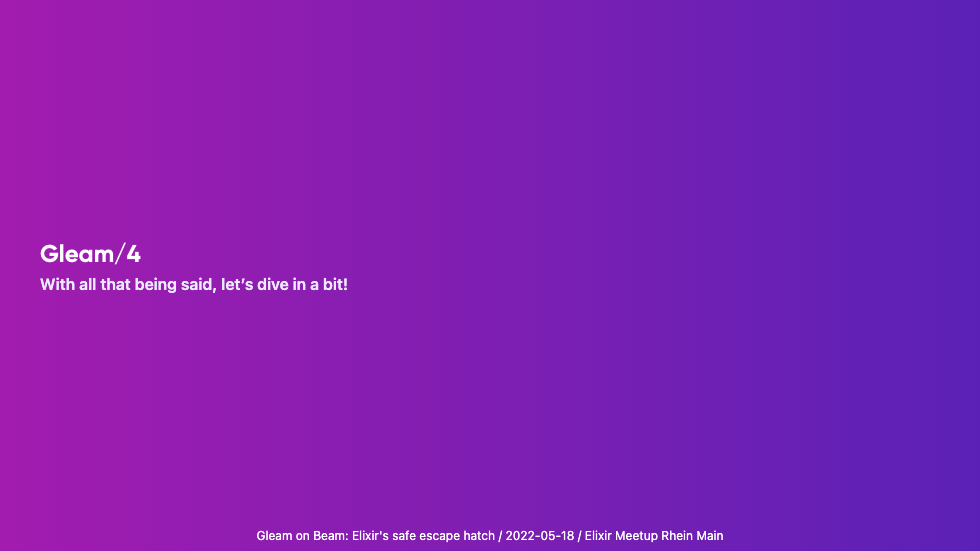 Gleam/4
With all that being said, let’s dive in a bit!
Gleam on Beam: Elixir's safe escape hatch / 2022-05-18 / Elixir Meetup Rhein Main